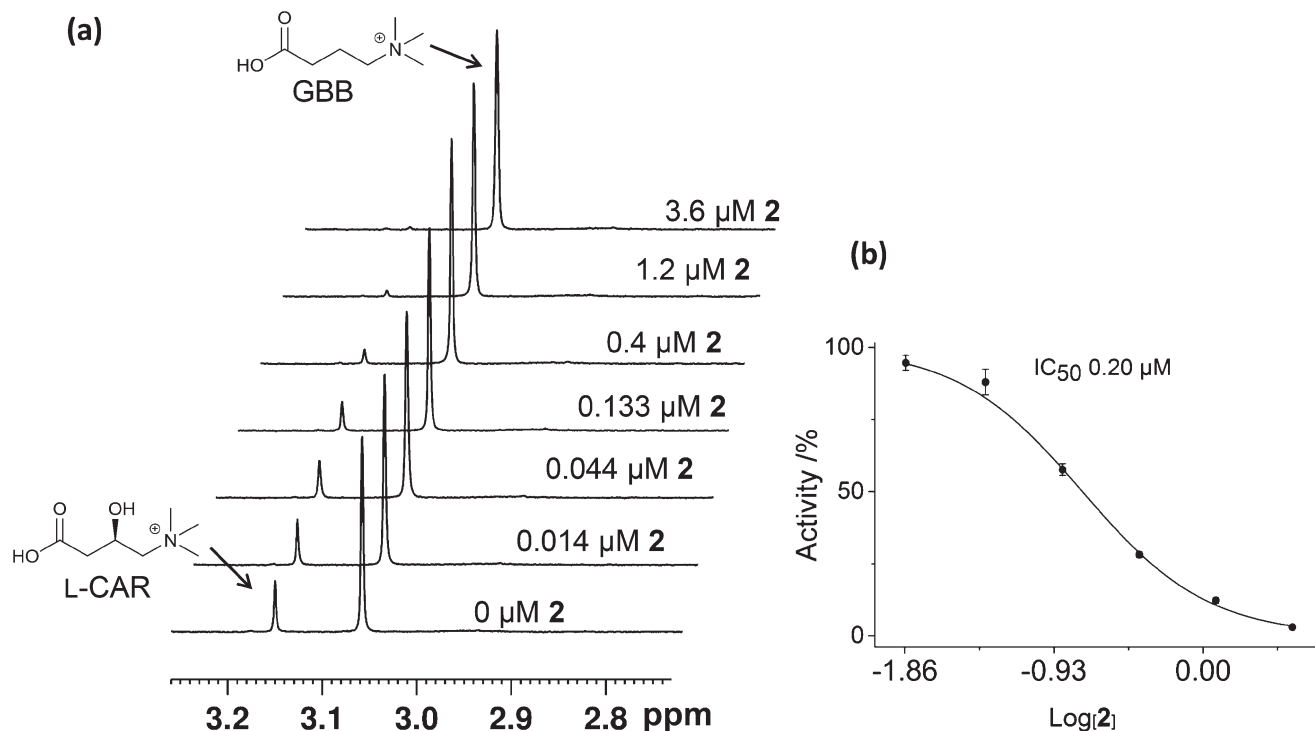 (a)
O
HO
N
⊕
GBB
3.6 µM 2
1.2 µM 2
0.4 µM 2
0.133 µM 2
0.044 µM 2
0.014 µM 2
0 µM 2
O
OH
HO
N
⊕
L-CAR
3.2 3.1 3.0 2.9 2.8 ppm
(b)
IC50 0.20 µM
Activity /%
100
50
0
-1.86 -0.93 0.00
Log[2]